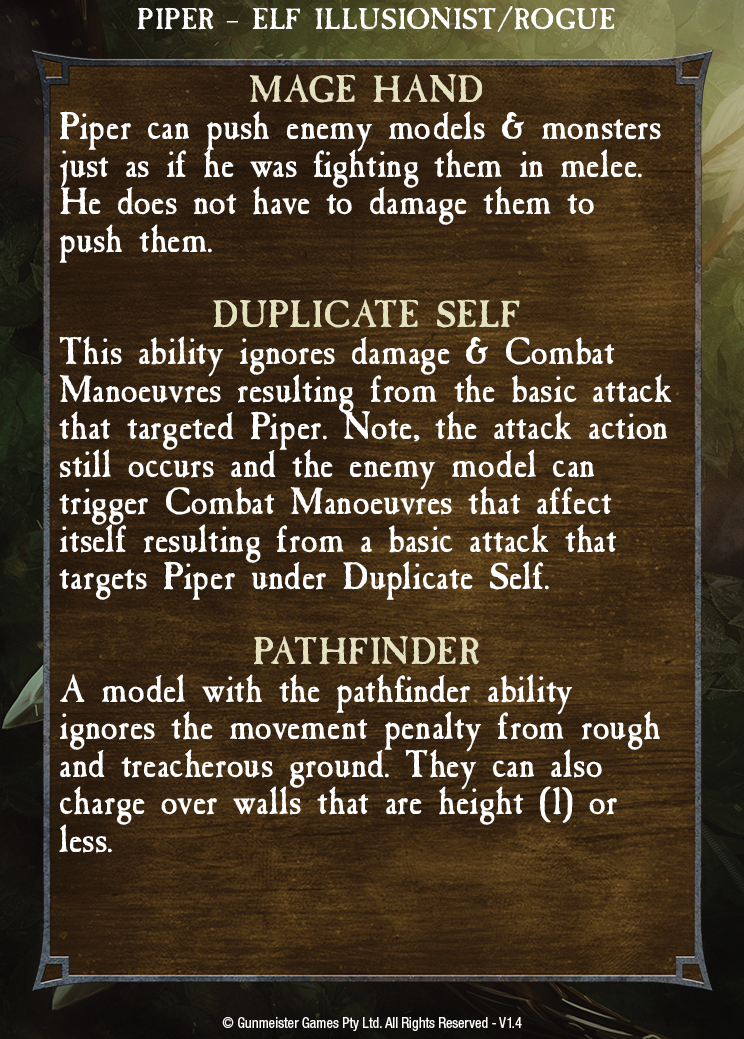 PIPER – ELF ILLUSIONIST/ROGUE
MAGE HAND
Piper can push enemy models & monsters
just as if he was fighting them in melee.
He does not have to damage them to
push them.
DUPLICATE SELF
This ability ignores damage & Combat
Manoeuvres resulting from the basic attack
that targeted Piper. Note, the attack action
still occurs and the enemy model can
trigger Combat Manoeuvres that affect
itself resulting from a basic attack that
targets Piper under Duplicate Self.
PATHFINDER
A model with the pathfinder ability
ignores the movement penalty from rough
and treacherous ground. They can also
charge over walls that are height (1) or
less.
© Gunmeister Games Pty Ltd. All Rights Reserved - V1.4